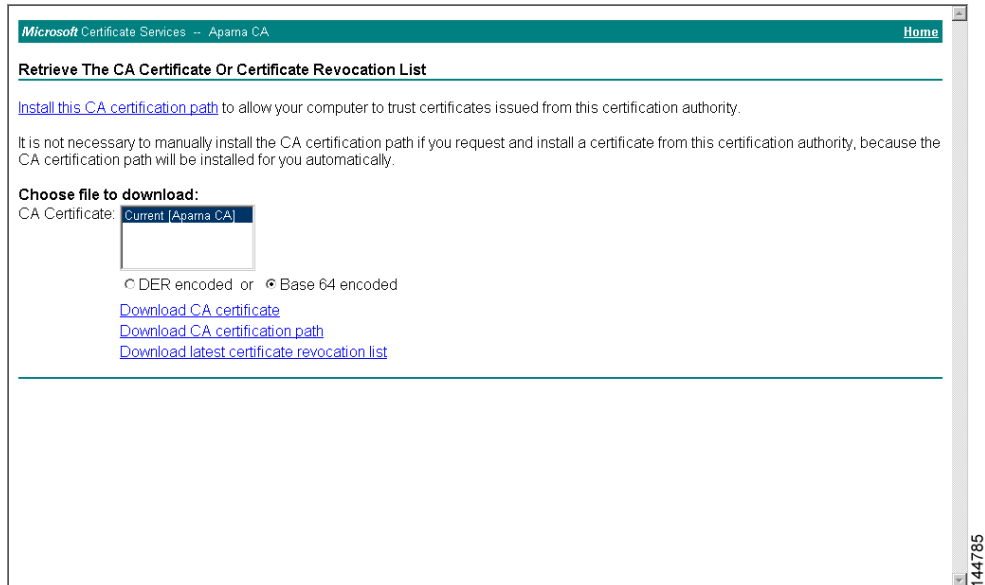 Microsoft Certificate Services -- Aparna CA
Home
Retrieve The CA Certificate Or Certificate Revocation List
Install this CA certification path to allow your computer to trust certificates issued from this certification authority.
It is not necessary to manually install the CA certification path if you request and install a certificate from this certification authority, because the
CA certification path will be installed for you automatically.
Choose file to download:
CA Certificate: Current [Aparna CA]
DER encoded or Base 64 encoded
Download CA certificate
Download CA certification path
Download latest certificate revocation list
144785